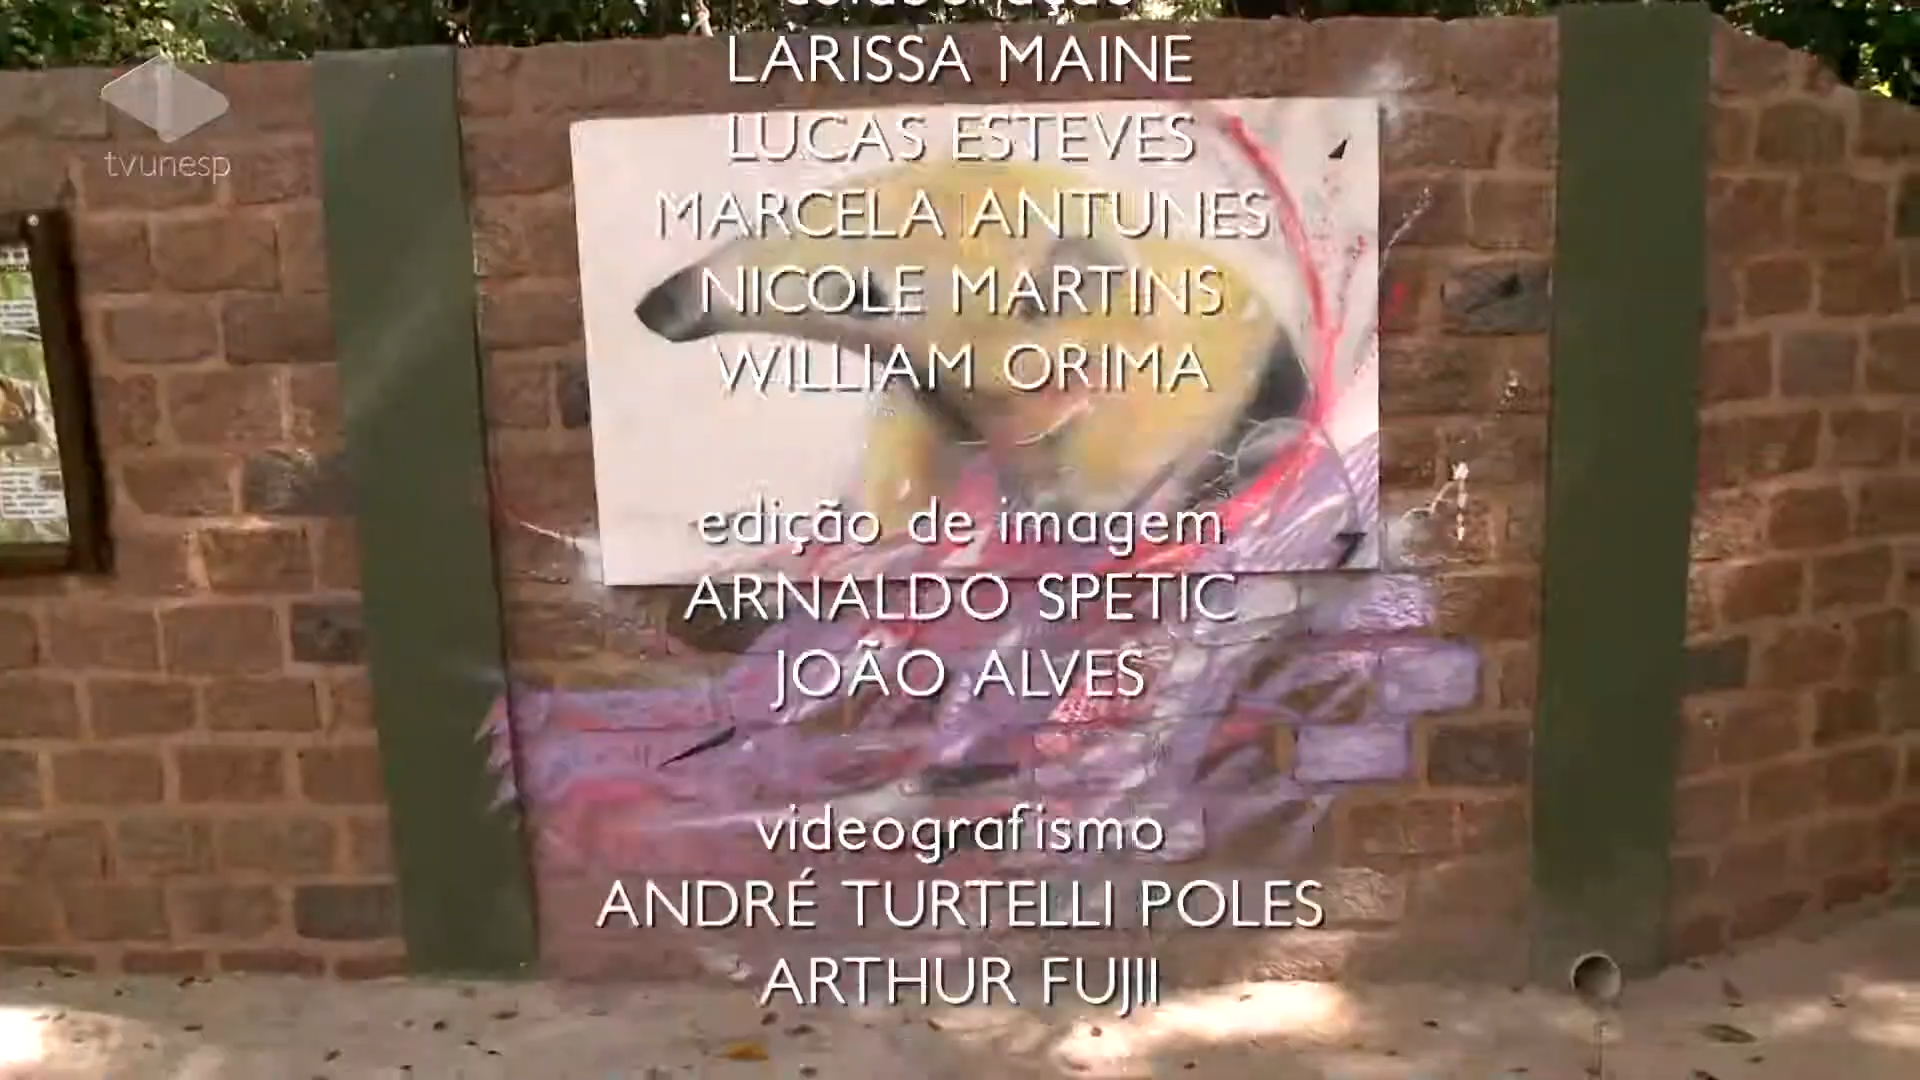 colaboração
LARISSA MAINE
LUCAS ESTEVES
MARCELA ANTUNES
NICOLE MARTINS
WILLIAM ORIMA
edição de imagem
ARNALDO SPETIC
JOÃO ALVES
videografismo
ANDRÉ TURTELLI POLES
ARTHUR FUJII
tvunesp